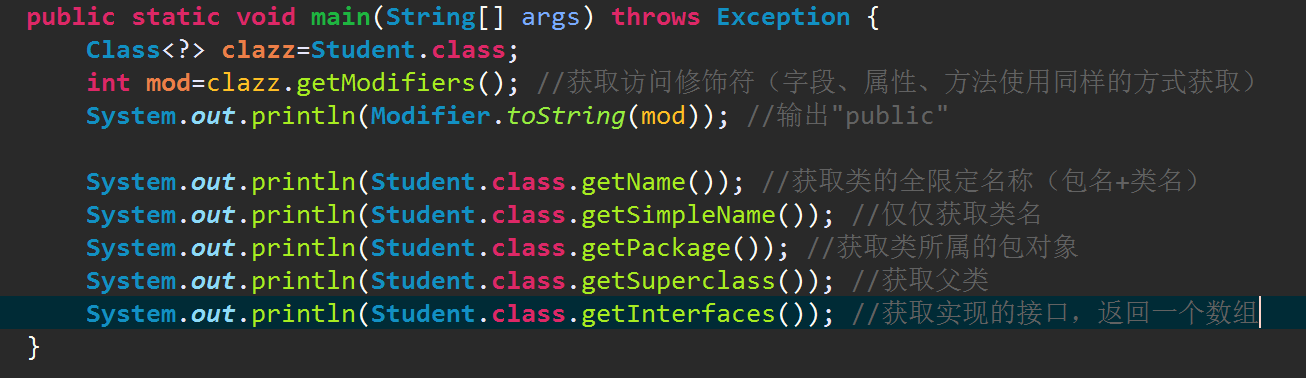 public static void main(String[] args) throws Exception {
    Class<?> clazz=Student.class;
    int mod=clazz.getModifiers(); //获取访问修饰符（字段、属性、方法使用同样的方式获取）
    System.out.println(Modifier.toString(mod)); //输出"public"
    System.out.println(Student.class.getName()); //获取类的全限定名称（包名+类名）
    System.out.println(Student.class.getSimpleName()); //仅仅获取类名
    System.out.println(Student.class.getPackage()); //获取类所属的包对象
    System.out.println(Student.class.getSuperclass()); //获取父类
    System.out.println(Student.class.getInterfaces()); //获取实现的接口，返回一个数组
}